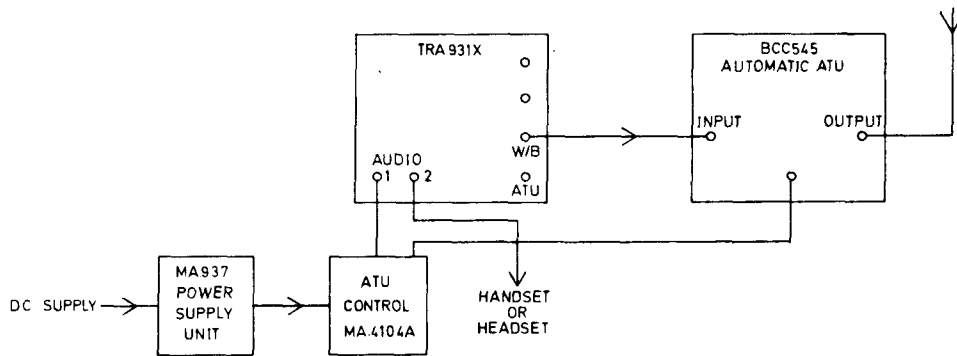 TRA 931X
BCC545
AUTOMATIC ATU
INPUT
OUTPUT
W/B
AUDIO
1
2
ATU
MA937
POWER
SUPPLY
UNIT
ATU
CONTROL
MA.4104A
DC SUPPLY
HANDSET
OR
HEADSET